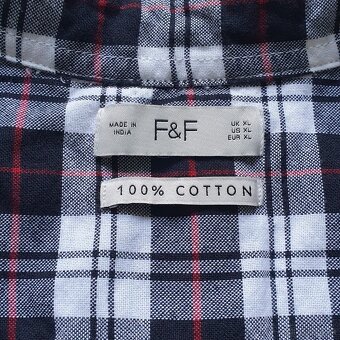 MADE IN
INDIA
F&F
UK XL
US XL
EUR XL
100% COTTON